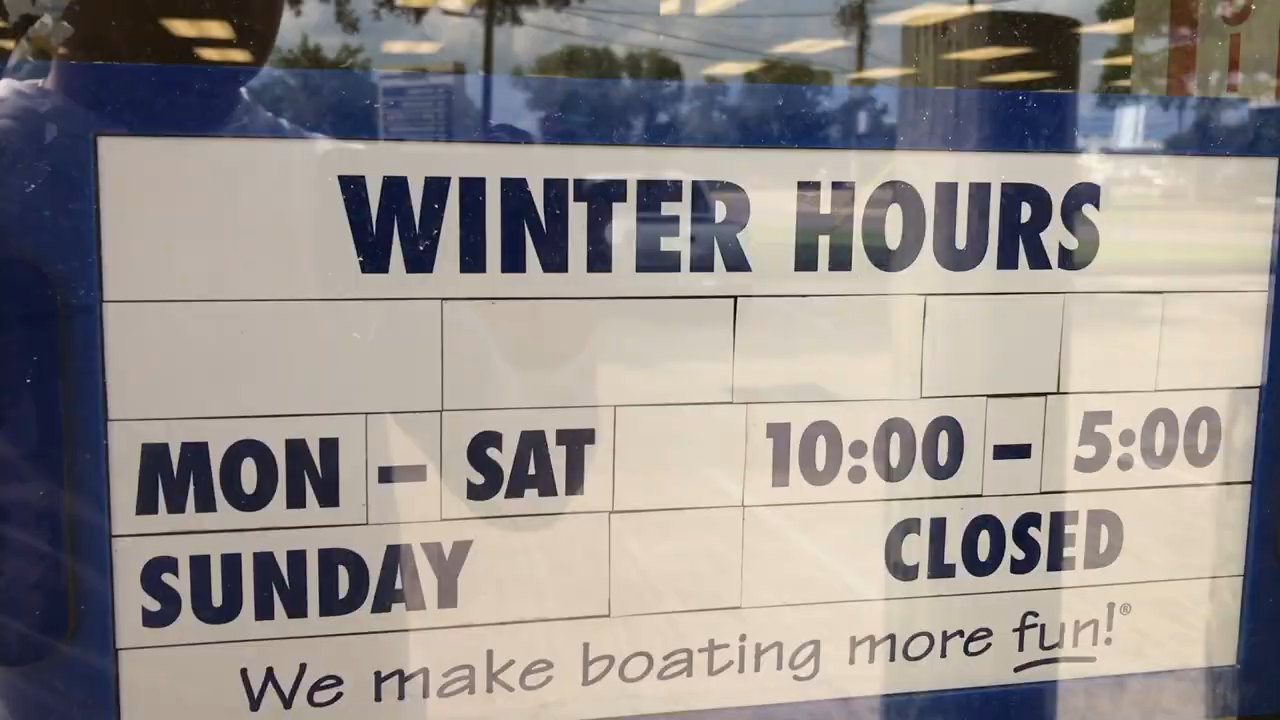 WINTER HOURS
MON - SAT 10:00 - 5:00
SUNDAY CLOSED
We make boating more fun!®